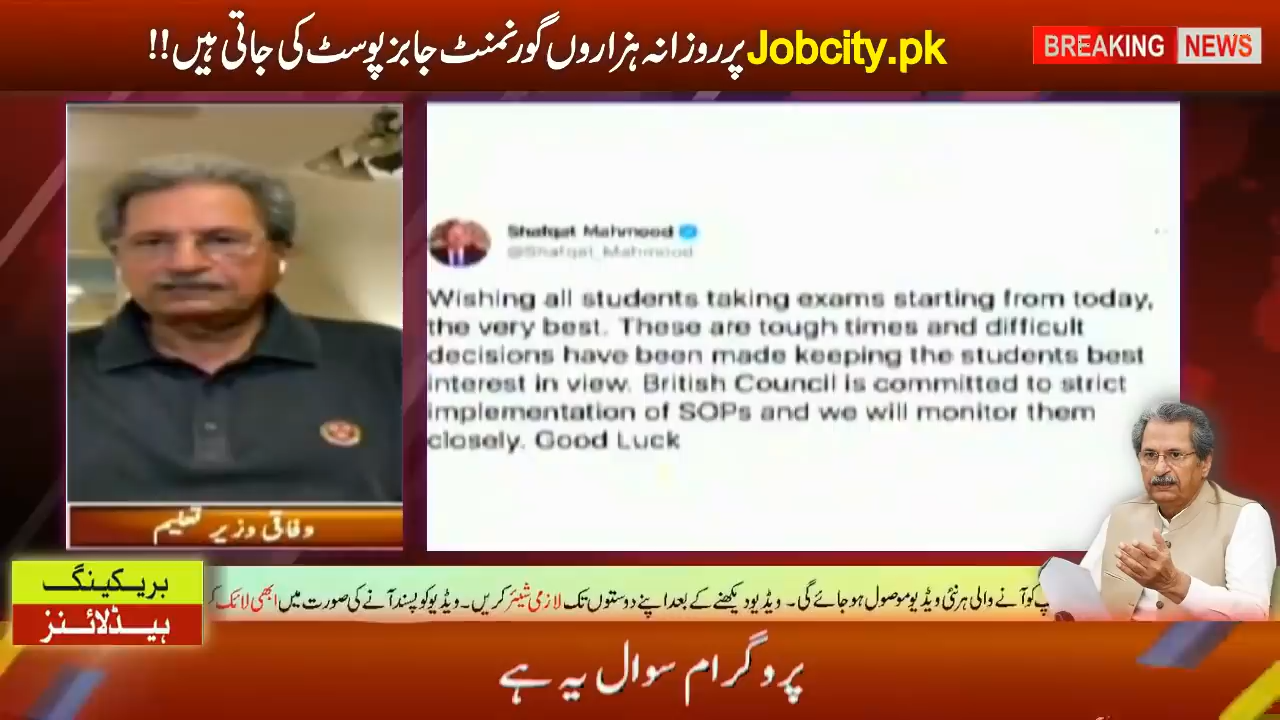 Jobcity.pk پر روزانہ ہزاروں گورنمنٹ جابز پوسٹ کی جاتی ہیں!!
BREAKING NEWS
Shafqat Mahmood
@Shafqat_Mahmood
Wishing all students taking exams starting from today,
the very best. These are tough times and difficult
decisions have been made keeping the students best
interest in view. British Council is committed to strict
implementation of SOPs and we will monitor them
closely. Good Luck
وفاقی وزیر تعلیم
بریکینگ
ہیڈلائنز
کو آنے والی ہر نئی ویڈیو موصول ہو جائے گی۔ ویڈیو دیکھنے کے بعد اپنے دوستوں تک لازمی شیئر کریں۔ ویڈیو کو پسند آنے کی صورت میں ابھی لائک
پروگرام سوال یہ ہے